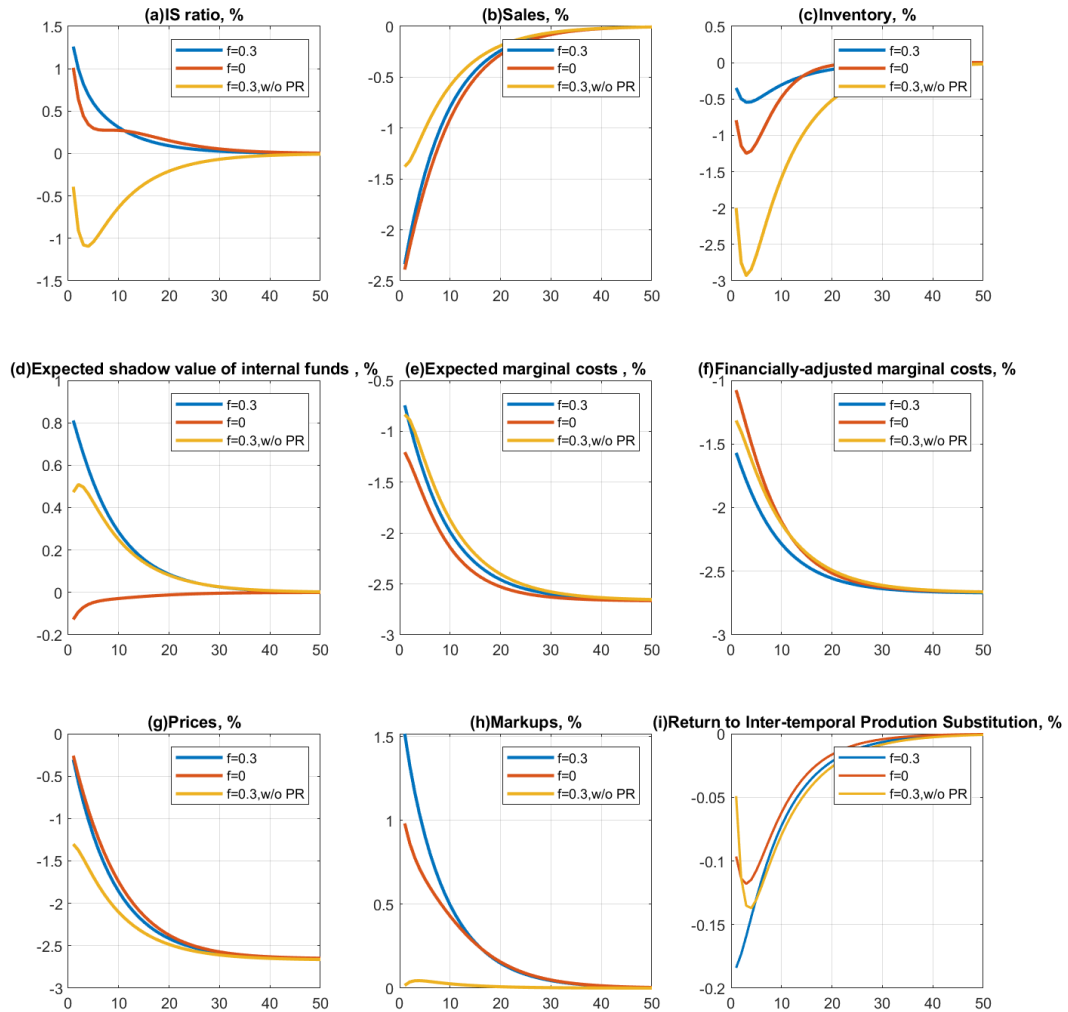 (a)IS ratio, %
1.5
1
0.5
0
-0.5
-1
-1.5
0 10 20 30 40 50
f=0.3
f=0
f=0.3,w/o PR
(b)Sales, %
0
-0.5
-1
-1.5
-2
-2.5
0 10 20 30 40 50
f=0.3
f=0
f=0.3,w/o PR
(c)Inventory, %
0.5
0
-0.5
-1
-1.5
-2
-2.5
-3
0 10 20 30 40 50
f=0.3
f=0
f=0.3,w/o PR
(d)Expected shadow value of internal funds , %
1
0.8
0.6
0.4
0.2
0
-0.2
0 10 20 30 40 50
f=0.3
f=0
f=0.3,w/o PR
(e)Expected marginal costs , %
-0.5
-1
-1.5
-2
-2.5
-3
0 10 20 30 40 50
f=0.3
f=0
f=0.3,w/o PR
(f)Financially-adjusted marginal costs, %
-1
-1.5
-2
-2.5
-3
0 10 20 30 40 50
f=0.3
f=0
f=0.3,w/o PR
(g)Prices, %
0
-0.5
-1
-1.5
-2
-2.5
-3
0 10 20 30 40 50
f=0.3
f=0
f=0.3,w/o PR
(h)Markups, %
1.5
1
0.5
0
0 10 20 30 40 50
f=0.3
f=0
f=0.3,w/o PR
(i)Return to Inter-temporal Prodution Substitution, %
0
-0.05
-0.1
-0.15
-0.2
0 10 20 30 40 50
f=0.3
f=0
f=0.3,w/o PR